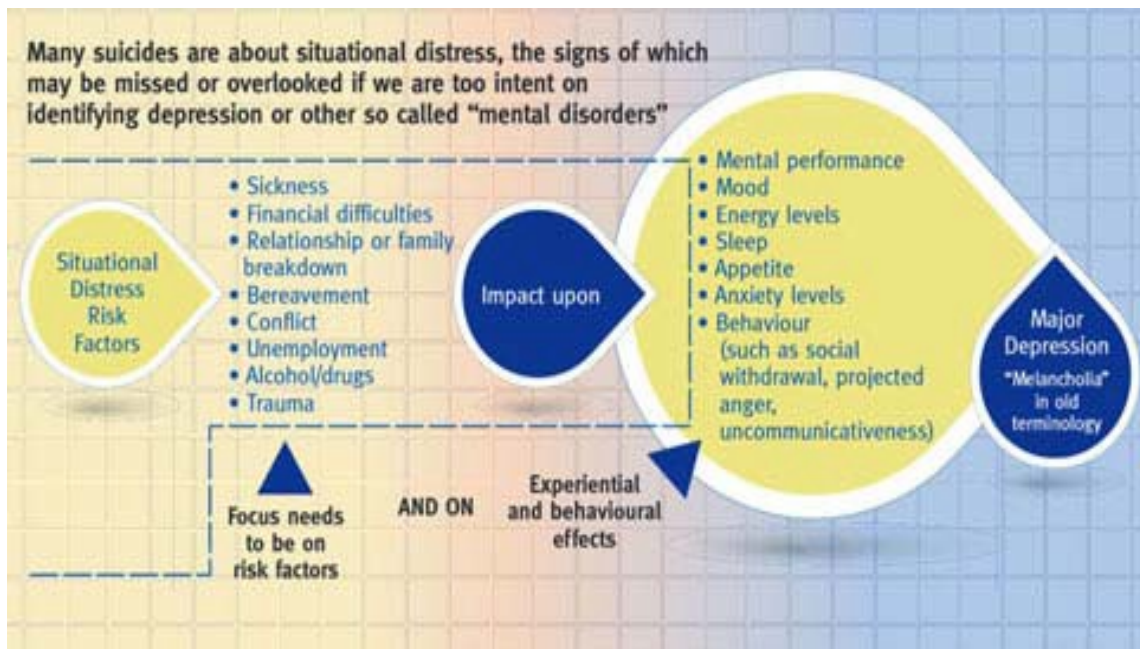 Many suicides are about situational distress, the signs of which
may be missed or overlooked if we are too intent on
identifying depression or other so called “mental disorders”
Situational
Distress
Risk
Factors
• Sickness
• Financial difficulties
• Relationship or family
breakdown
• Bereavement
• Conflict
• Unemployment
• Alcohol/drugs
• Trauma
Impact upon
• Mental performance
• Mood
• Energy levels
• Sleep
• Appetite
• Anxiety levels
• Behaviour
(such as social
withdrawal, projected
anger,
uncommunicativeness)
Major
Depression
“Melancholia”
in old
terminology
Focus needs
to be on
risk factors
AND ON
Experiential
and behavioural
effects